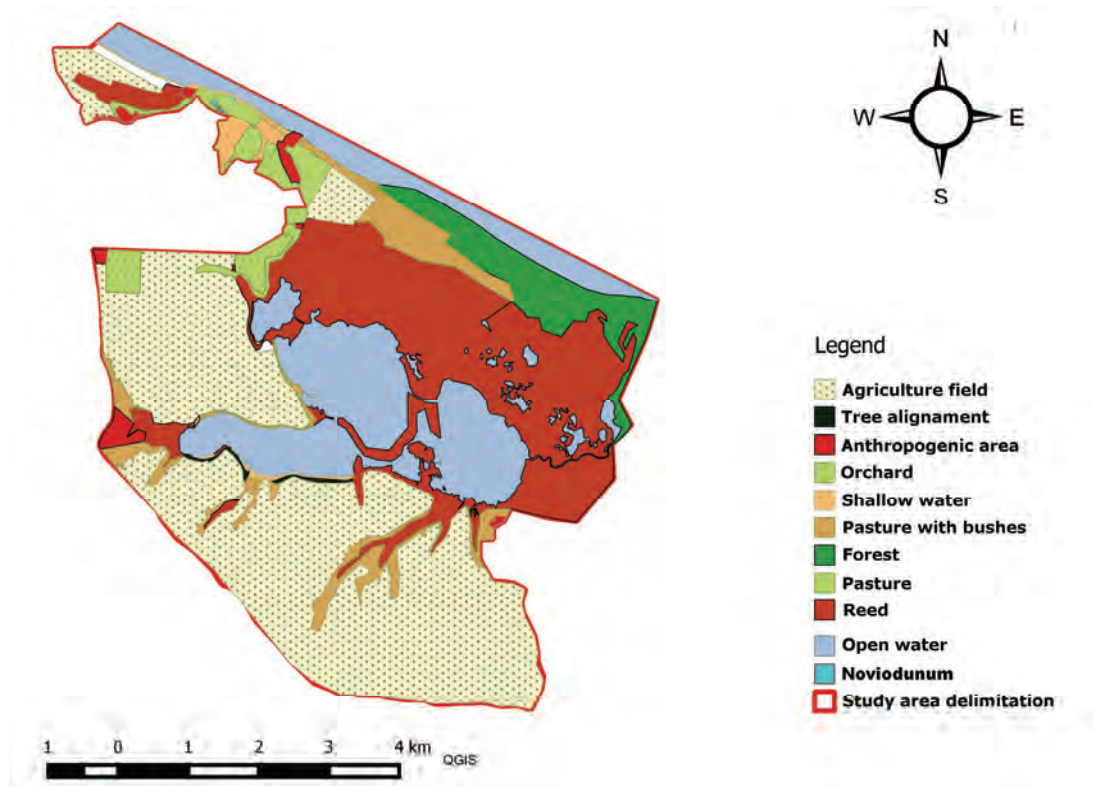 N
W E
S
Legend
Agriculture field
Tree alignament
Anthropogenic area
Orchard
Shallow water
Pasture with bushes
Forest
Pasture
Reed
Open water
Noviodunum
Study area delimitation
1 0 1 2 3 4 km
QGIS